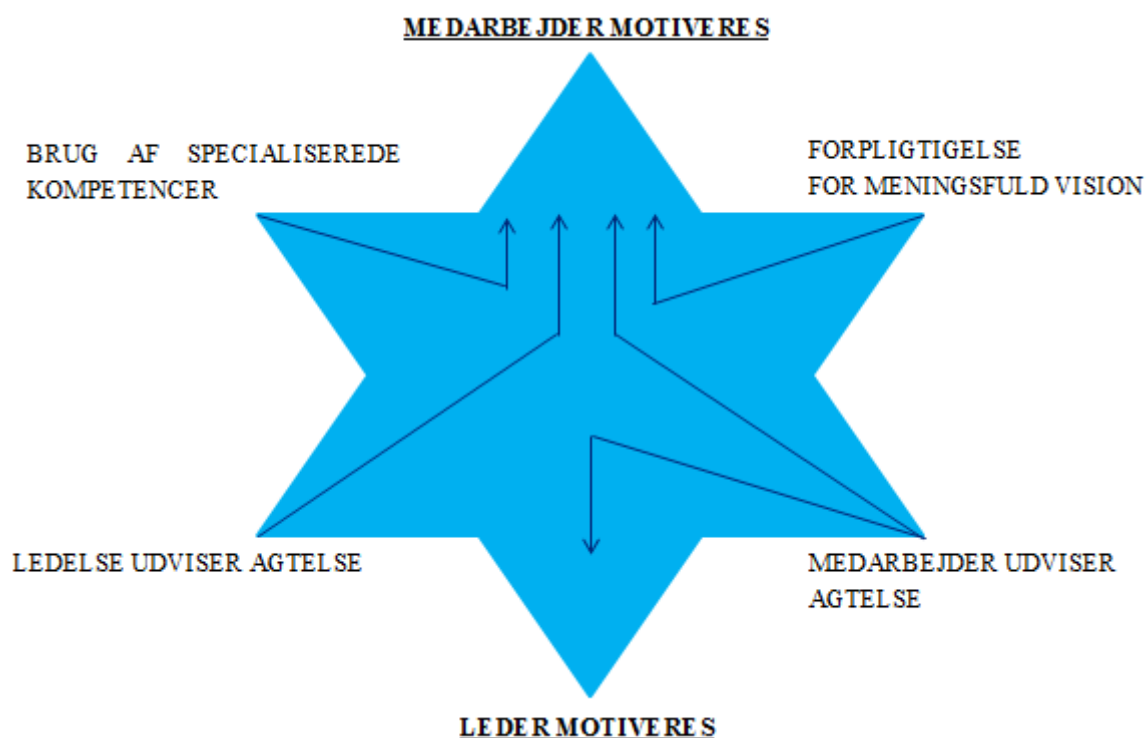 MEDARBEJDER MOTIVERES
BRUG AF SPECIALISEREDE
KOMPETENCER
FORPLIGTIGELSE
FOR MENINGSFULD VISION
LEDELSE UDVISER AGTELSE
MEDARBEJDER UDVISER
AGTELSE
LEDER MOTIVERES